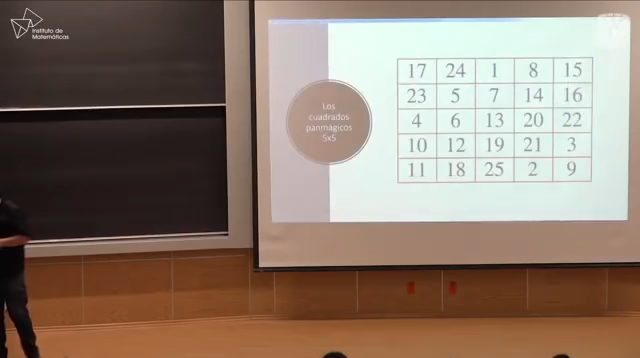 Instituto de
Matemáticas
Los
cuadrados
panmágicos
5x5
17 24 1 8 15
23 5 7 14 16
4 6 13 20 22
10 12 19 21 3
11 18 25 2 9